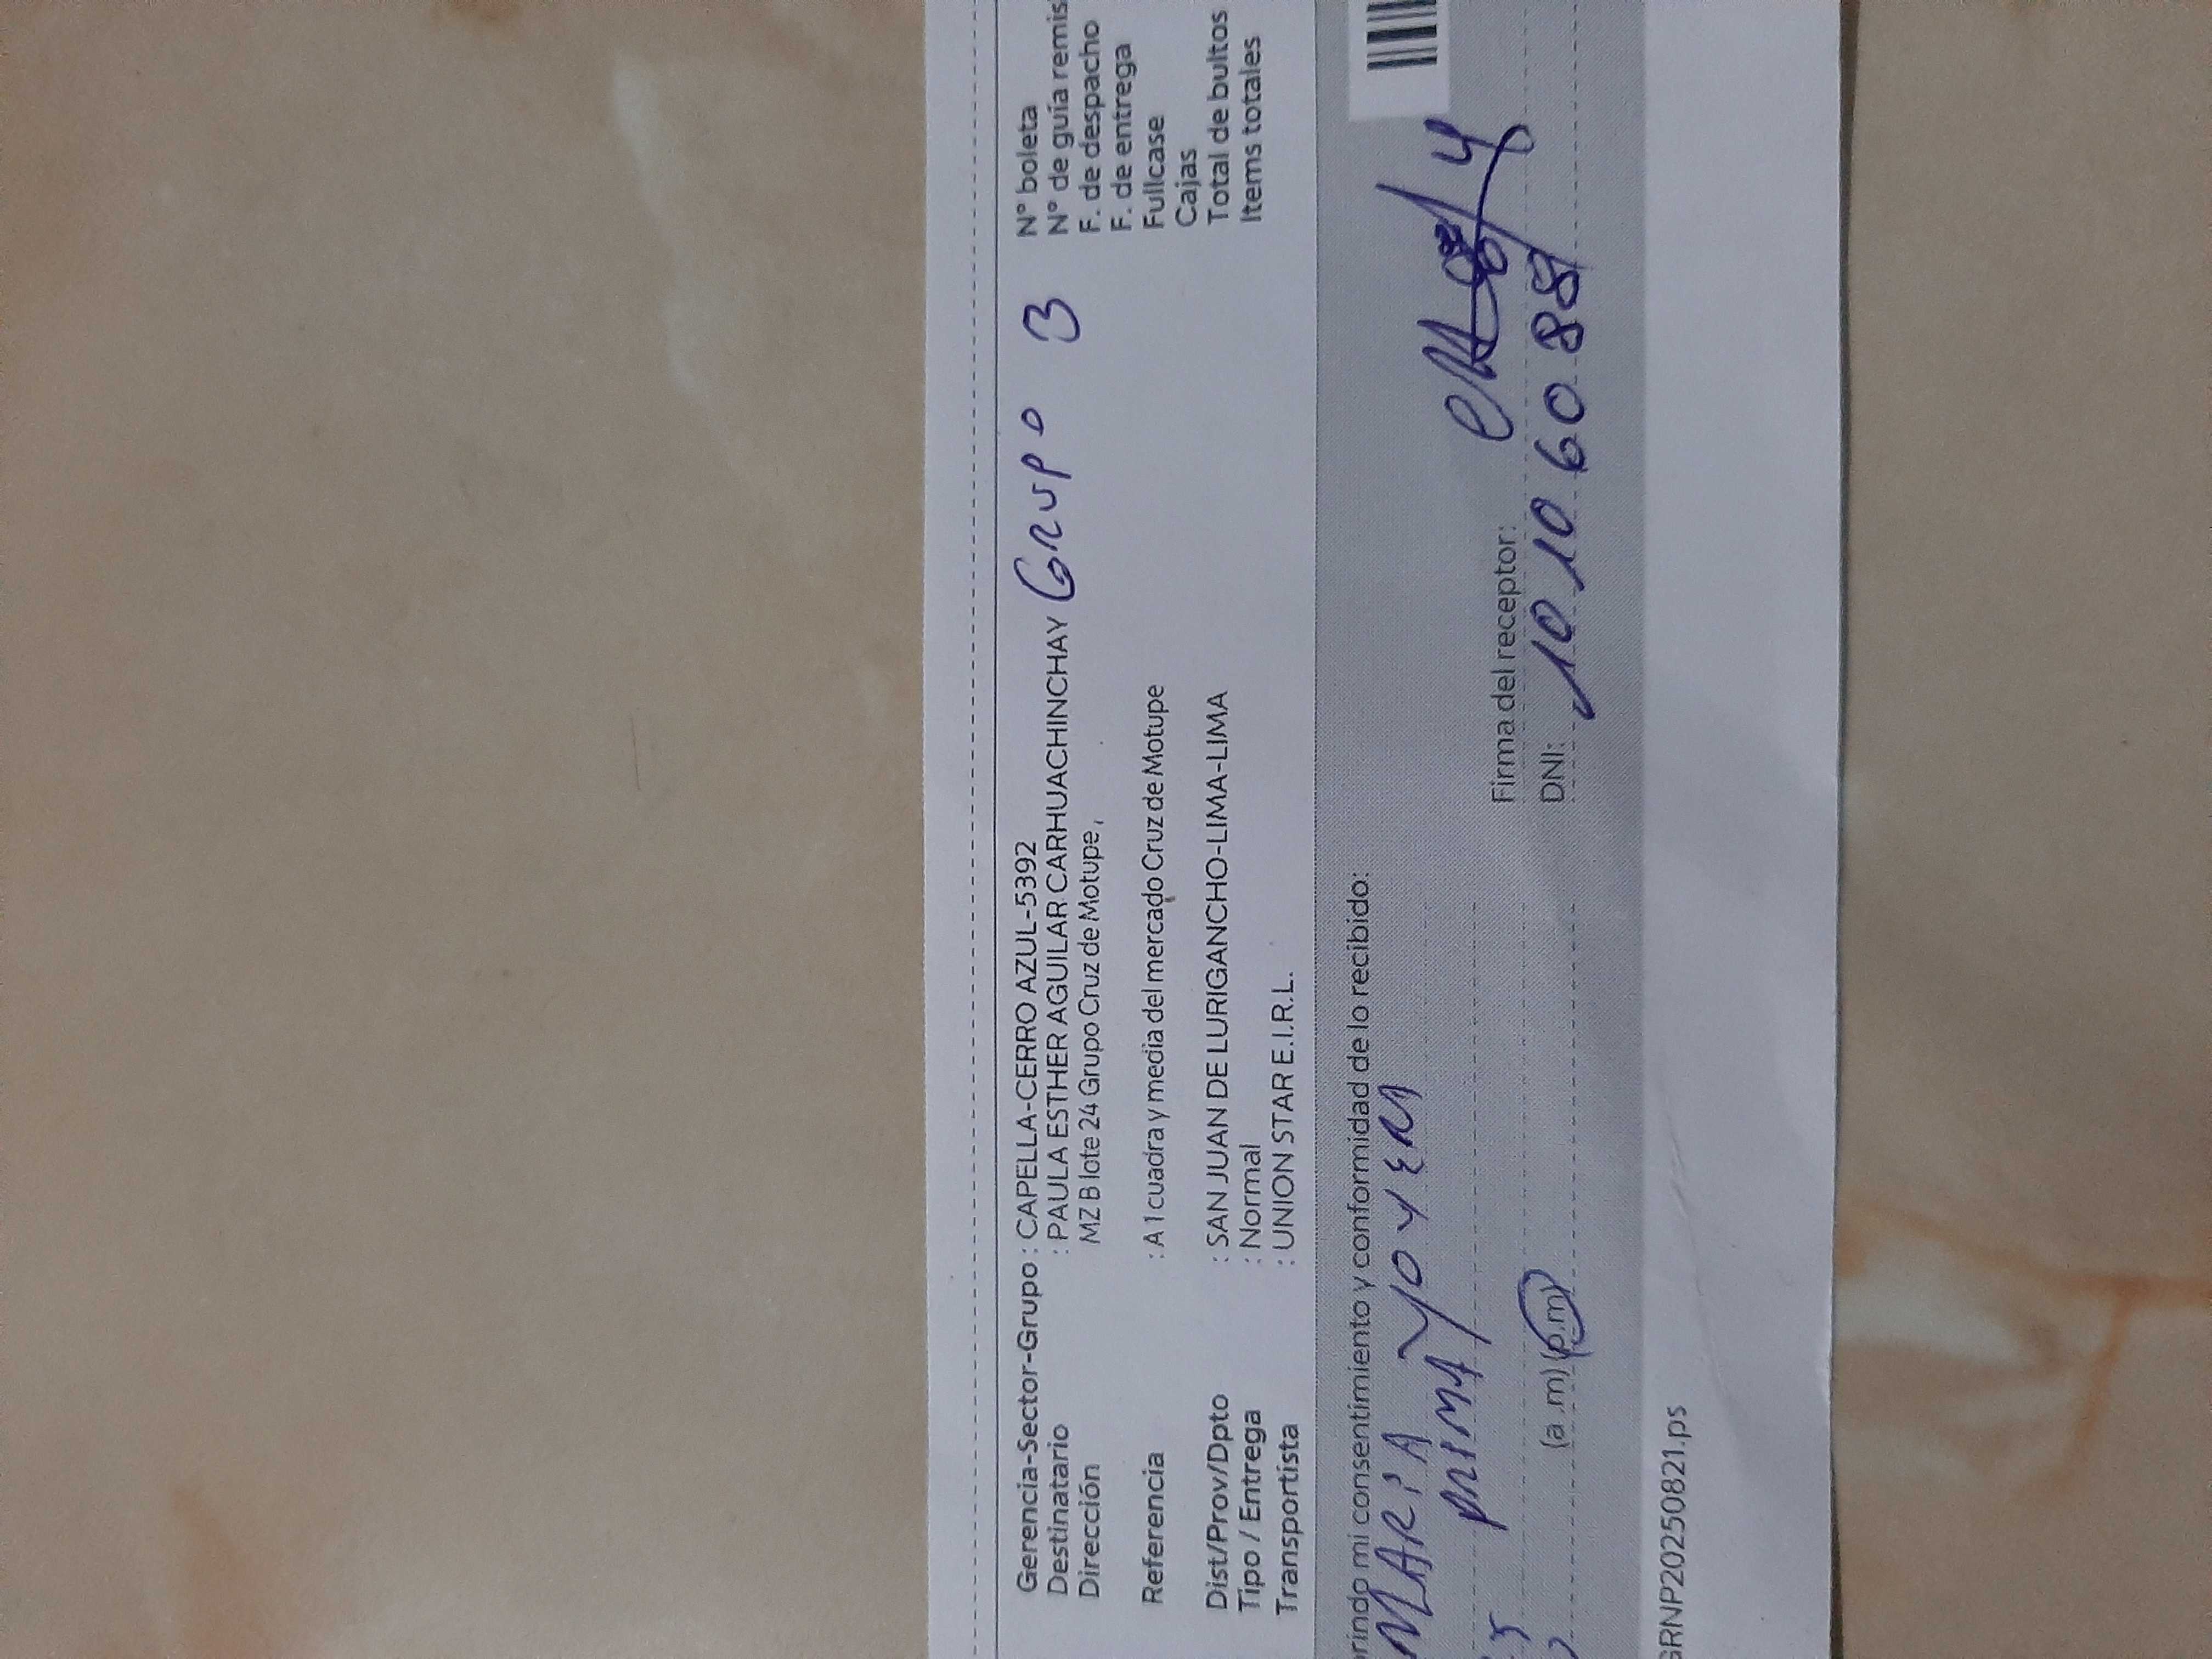 Gerencia-Sector-Grupo : CAPELLA-CERRO AZUL-5392 N° boleta
Destinatario : PAULA ESTHER AGUILAR CARHUACHINCHAY Grupo 3 N° de guía remis
Dirección MZ B lote 24 Grupo Cruz de Motupe, F. de despacho
F. de entrega
Referencia : A 1 cuadra y media del mercado Cruz de Motupe Fullcase
Cajas
Dist/Prov/Dpto : SAN JUAN DE LURIGANCHO-LIMA-LIMA Total de bultos
Tipo / Entrega : Normal Items totales
Transportista : UNION STAR E.I.R.L.
rindo mi consentimiento y conformidad de lo recibido:
MARIA YOVERA
PRIMA
Firma del receptor:
(a.m) (p.m) DNI: 10 10 60 88
GRNP20250821.ps